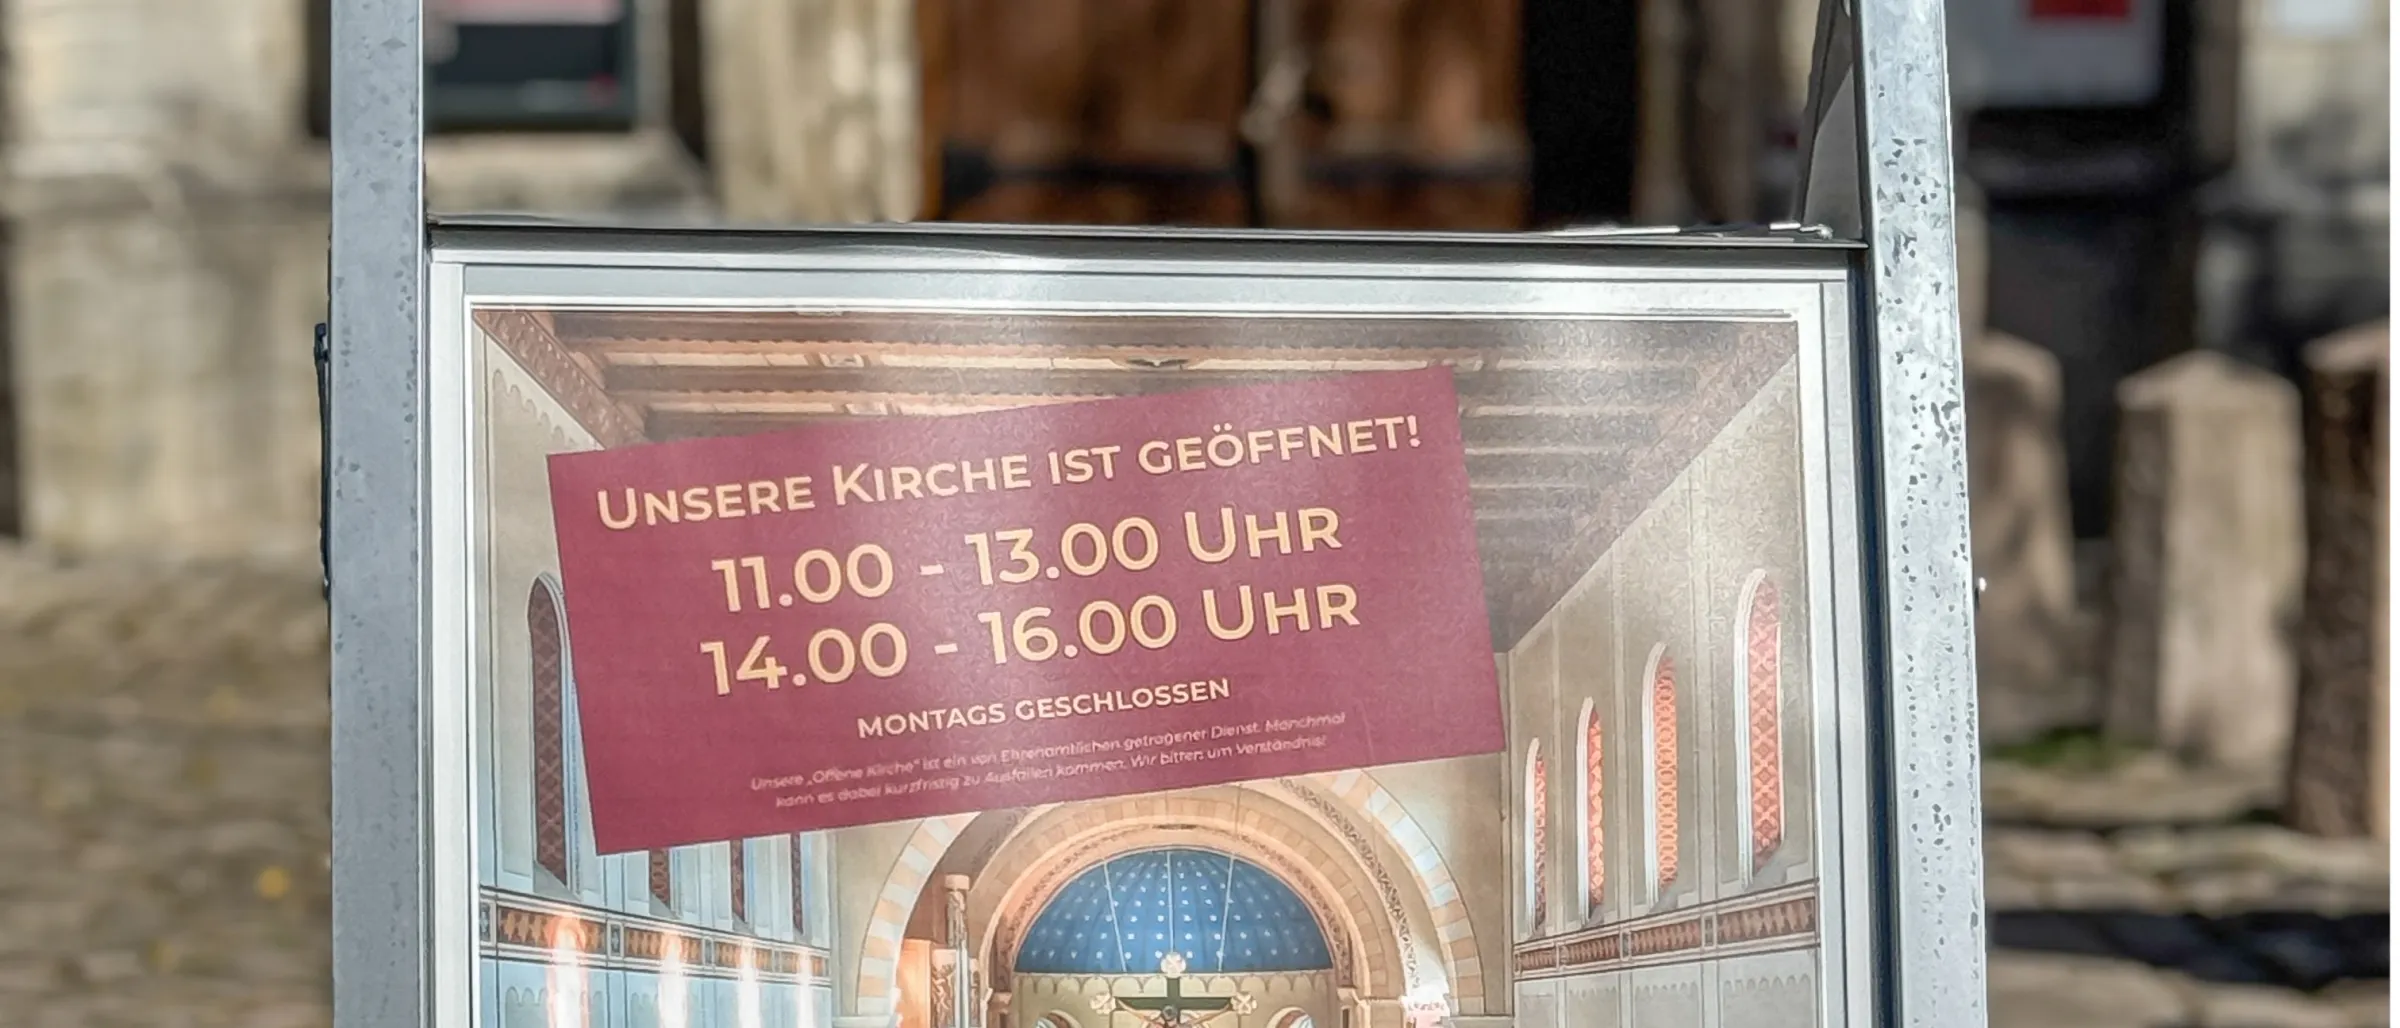 Unsere Kirche ist geöffnet!
11.00 - 13.00 Uhr
14.00 - 16.00 Uhr
montags geschlossen
Unsere „Offene Kirche" ist ein von Ehrenamtlichen getragener Dienst. Manchmal
kann es dabei kurzfristig zu Ausfällen kommen. Wir bitten um Verständnis!